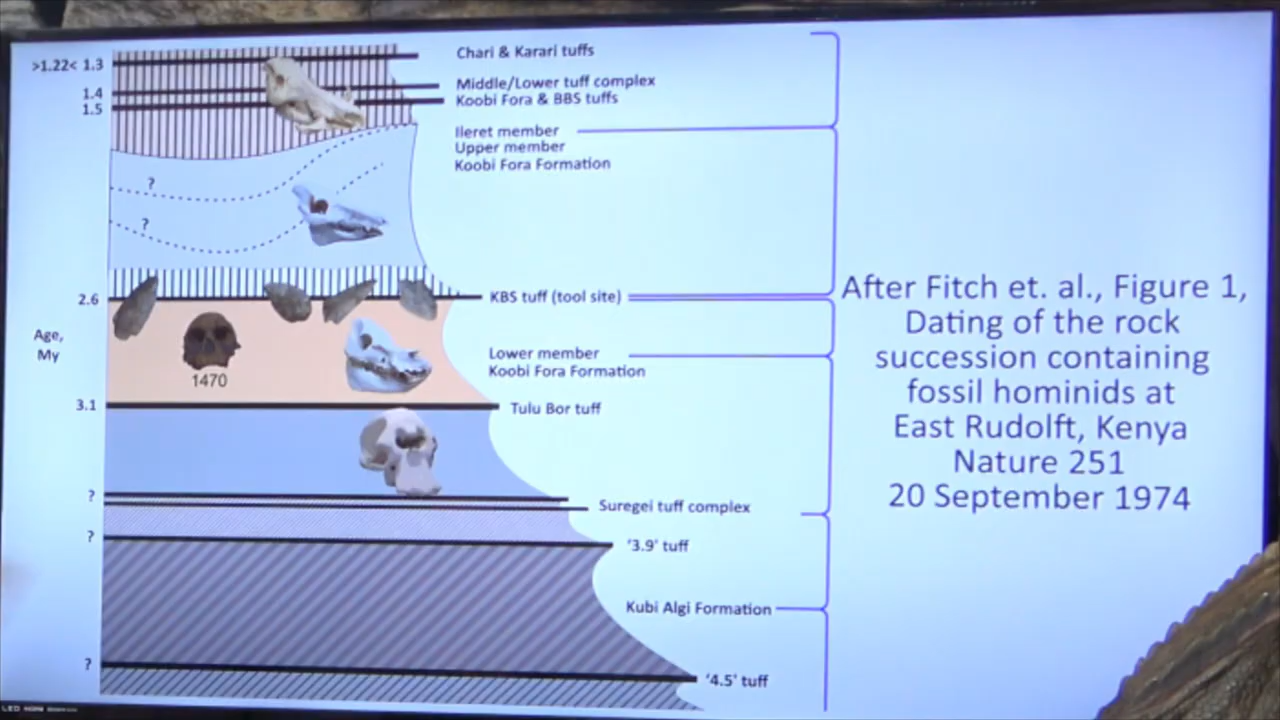 >1.22< 1.3
Chari & Karari tuffs
1.4
Middle/Lower tuff complex
1.5
Koobi Fora & BBS tuffs
Ileret member
Upper member
Koobi Fora Formation
?
?
2.6
KBS tuff (tool site)
Age,
My
1470
Lower member
Koobi Fora Formation
3.1
Tulu Bor tuff
?
Suregei tuff complex
?
'3.9' tuff
Kubi Algi Formation
?
'4.5' tuff
After Fitch et. al., Figure 1,
Dating of the rock
succession containing
fossil hominids at
East Rudolft, Kenya
Nature 251
20 September 1974
LED HDMI